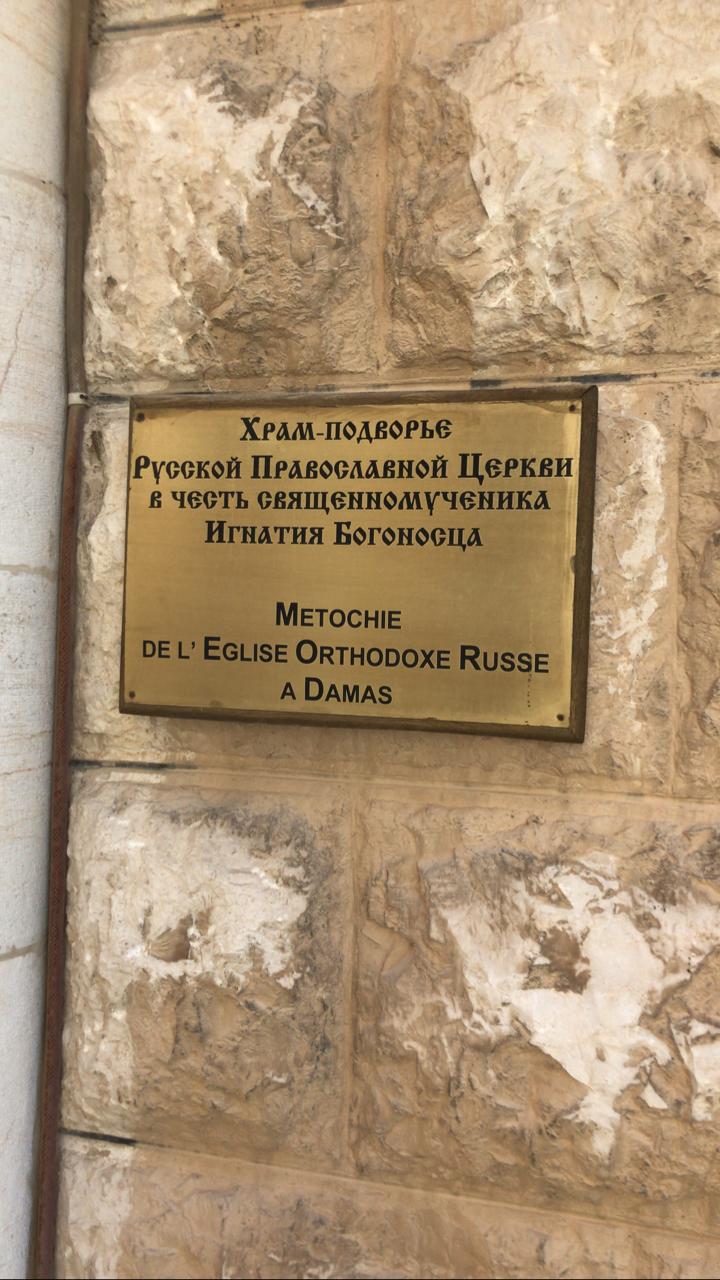 Храм-подворье
Русской Православной Церкви
в честь священномученика
Игнатия Богоносца
METOCHIE
DE L' EGLISE ORTHODOXE RUSSE
A DAMAS